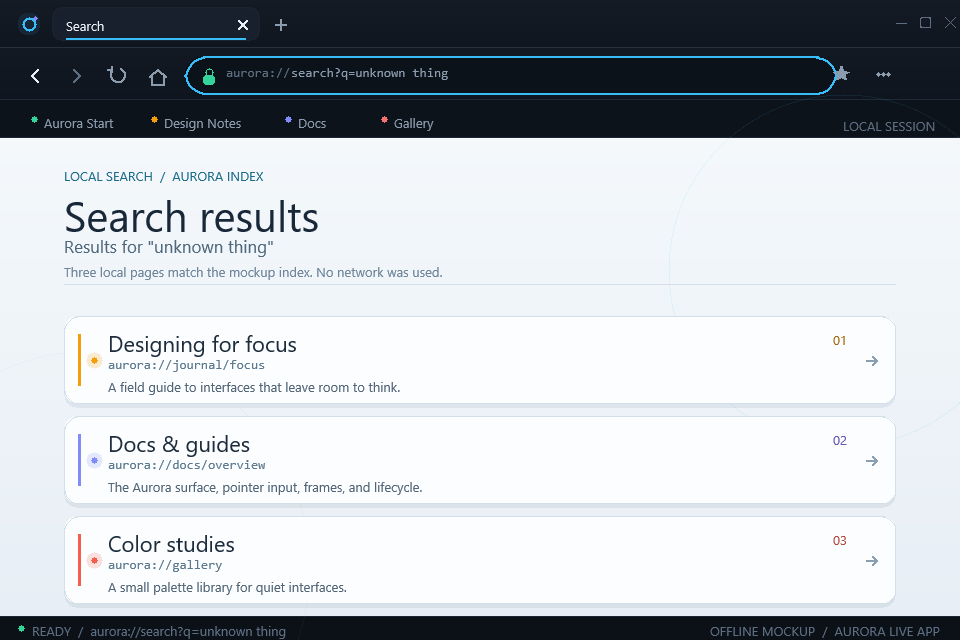 Search
aurora://search?q=unknown thing
Aurora Start
Design Notes
Docs
Gallery
LOCAL SESSION
LOCAL SEARCH / AURORA INDEX
Search results
Results for "unknown thing"
Three local pages match the mockup index. No network was used.
Designing for focus
01
aurora://journal/focus
A field guide to interfaces that leave room to think.
Docs & guides
02
aurora://docs/overview
The Aurora surface, pointer input, frames, and lifecycle.
Color studies
03
aurora://gallery
A small palette library for quiet interfaces.
READY / aurora://search?q=unknown thing
OFFLINE MOCKUP / AURORA LIVE APP